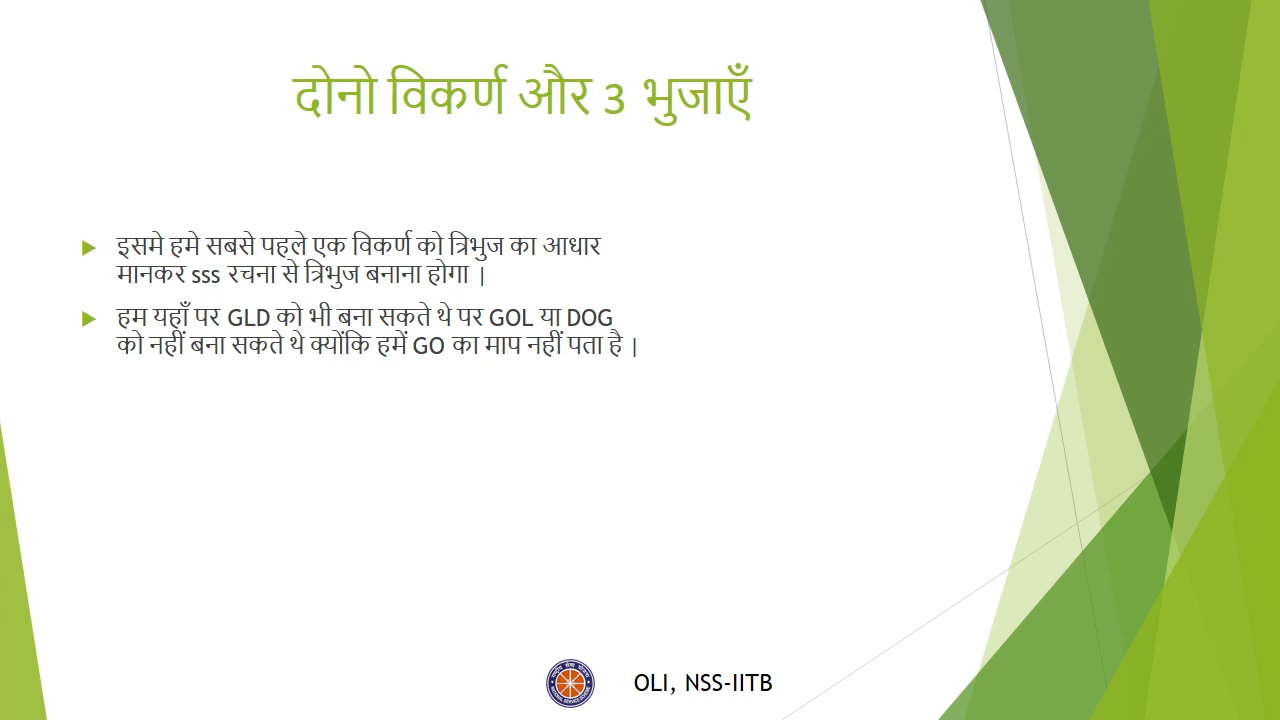 दोनो विकर्ण और 3 भुजाएँ
इसमे हमे सबसे पहले एक विकर्ण को त्रिभुज का आधार
मानकर sss रचना से त्रिभुज बनाना होगा |
हम यहाँ पर GLD को भी बना सकते थे पर GOL या DOG
को नहीं बना सकते थे क्योंकि हमें GO का माप नहीं पता है |
OLI, NSS-IITB